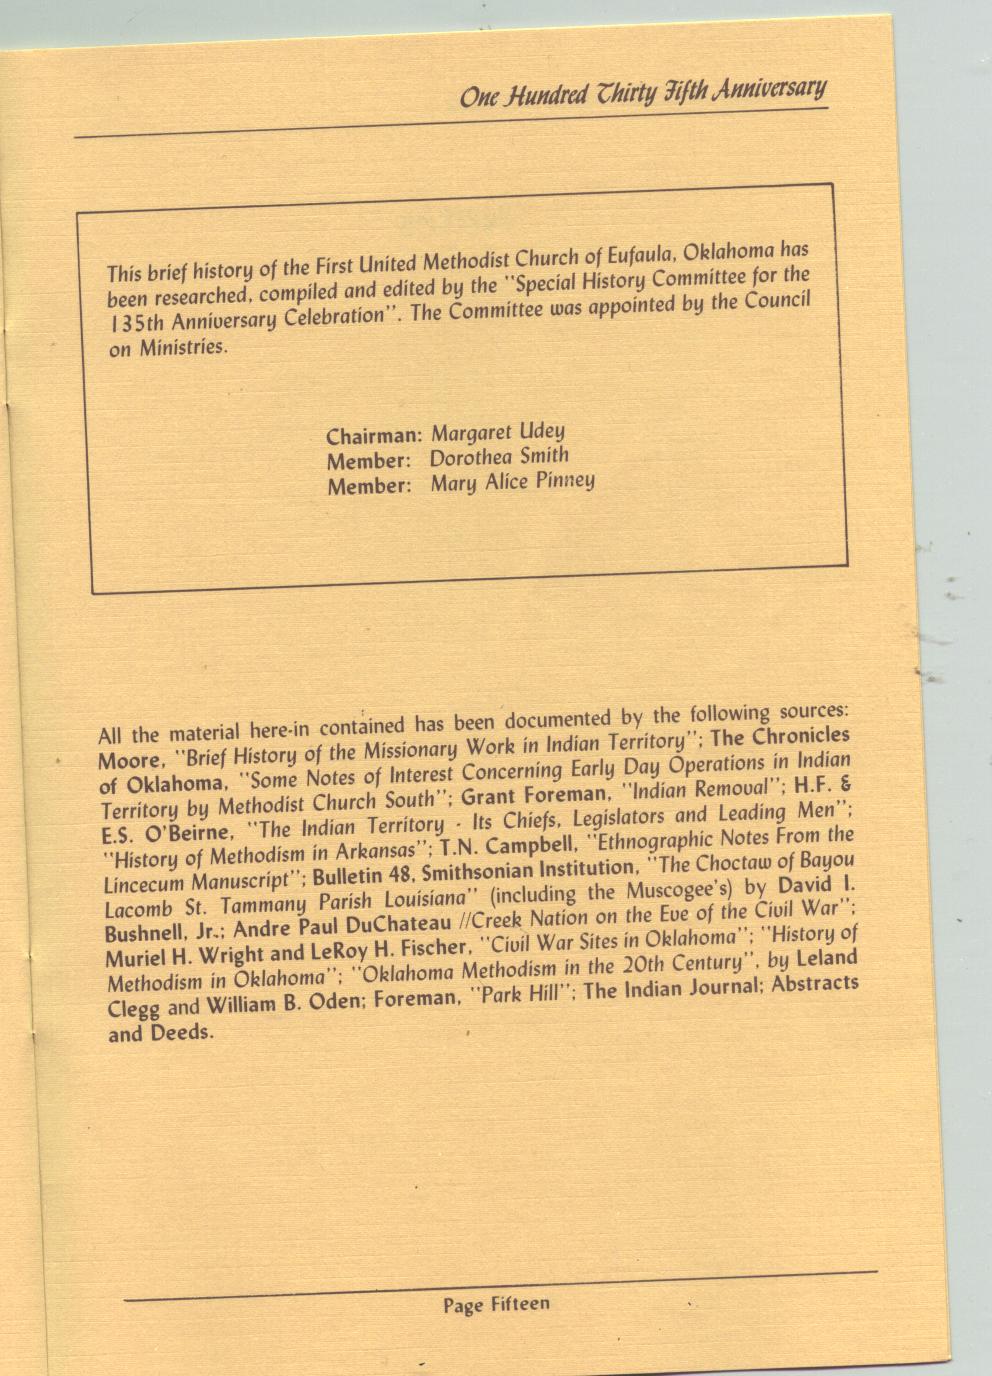 One Hundred Thirty Fifth Anniversary
This brief history of the First United Methodist Church of Eufaula, Oklahoma has
been researched, compiled and edited by the "Special History Committee for the
135th Anniversary Celebration". The Committee was appointed by the Council
on Ministries.
Chairman: Margaret Udey
Member: Dorothea Smith
Member: Mary Alice Pinney
All the material here-in contained has been documented by the following sources:
Moore, "Brief History of the Missionary Work in Indian Territory"; The Chronicles
of Oklahoma, "Some Notes of Interest Concerning Early Day Operations in Indian
Territory by Methodist Church South"; Grant Foreman, "Indian Removal"; H.F. &
E.S. O'Beirne, "The Indian Territory - Its Chiefs, Legislators and Leading Men";
"History of Methodism in Arkansas"; T.N. Campbell, "Ethnographic Notes From the
Lincecum Manuscript"; Bulletin 48, Smithsonian Institution, "The Choctaw of Bayou
Lacomb St. Tammany Parish Louisiana" (including the Muscogee's) by David I.
Bushnell, Jr.; Andre Paul DuChateau //Creek Nation on the Eve of the Civil War";
Muriel H. Wright and LeRoy H. Fischer, "Civil War Sites in Oklahoma"; "History of
Methodism in Oklahoma"; "Oklahoma Methodism in the 20th Century", by Leland
Clegg and William B. Oden; Foreman, "Park Hill"; The Indian Journal; Abstracts
and Deeds.
Page Fifteen